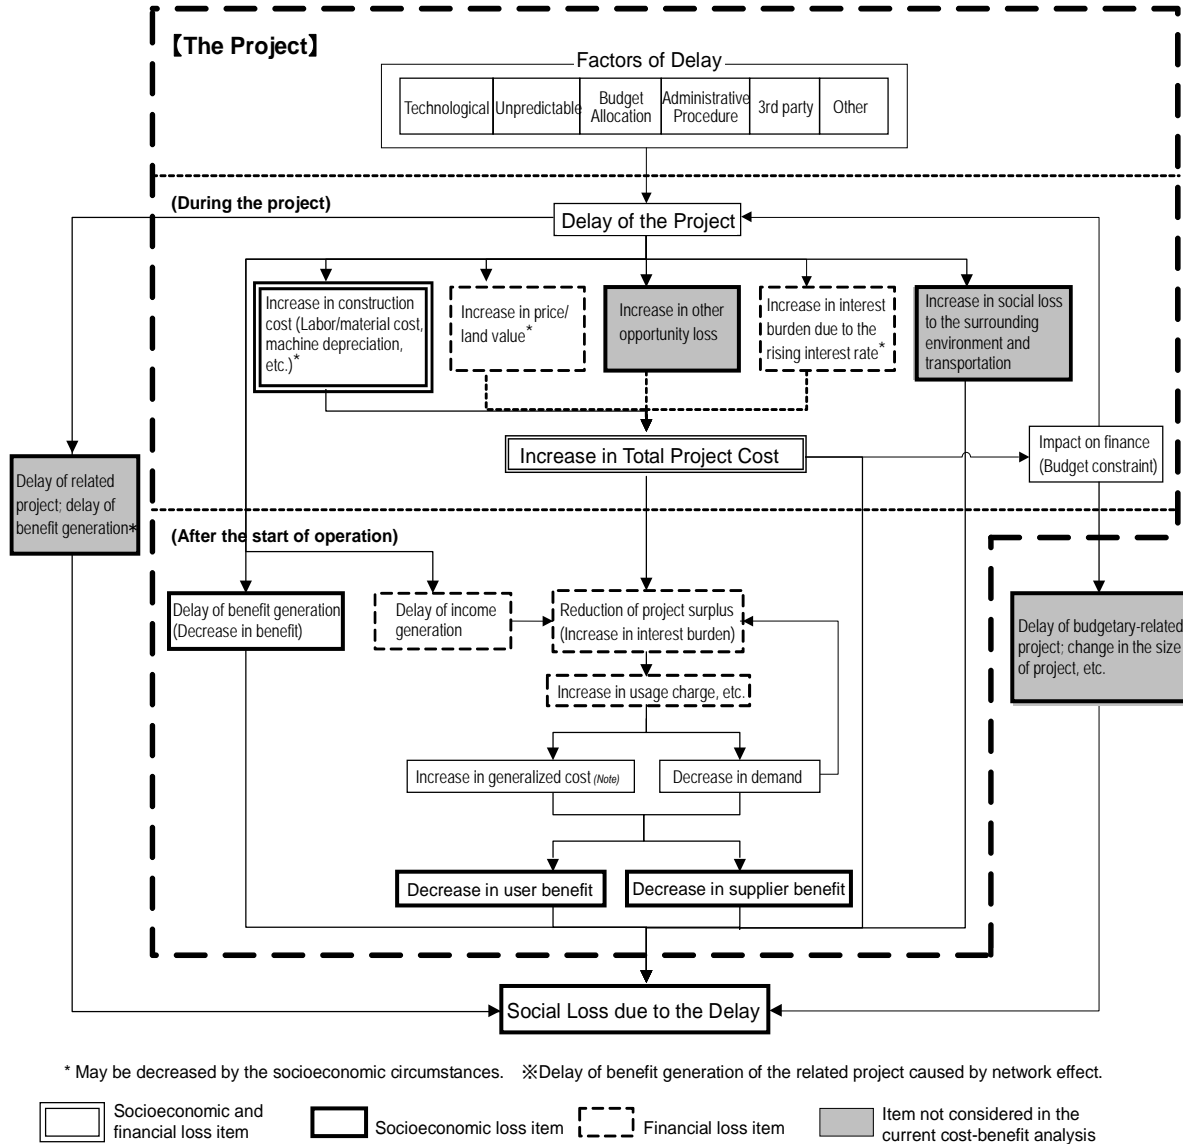 【The Project】
Factors of Delay
Technological
Unpredictable
Budget
Allocation
Administrative
Procedure
3rd party
Other
(During the project)
Delay of the Project
Increase in construction
cost (Labor/material cost,
machine depreciation,
etc.)*
Increase in price/
land value*
Increase in other
opportunity loss
Increase in interest
burden due to the
rising interest rate*
Increase in social loss
to the surrounding
environment and
transportation
Increase in Total Project Cost
Impact on finance
(Budget constraint)
Delay of related
project; delay of
benefit generation※
(After the start of operation)
Delay of benefit generation
(Decrease in benefit)
Delay of income
generation
Reduction of project surplus
(Increase in interest burden)
Delay of budgetary-related
project; change in the size
of project, etc.
Increase in usage charge, etc.
Increase in generalized cost (Note)
Decrease in demand
Decrease in user benefit
Decrease in supplier benefit
Social Loss due to the Delay
* May be decreased by the socioeconomic circumstances. ※Delay of benefit generation of the related project caused by network effect.
Socioeconomic and
financial loss item
Socioeconomic loss item
Financial loss item
Item not considered in the
current cost-benefit analysis